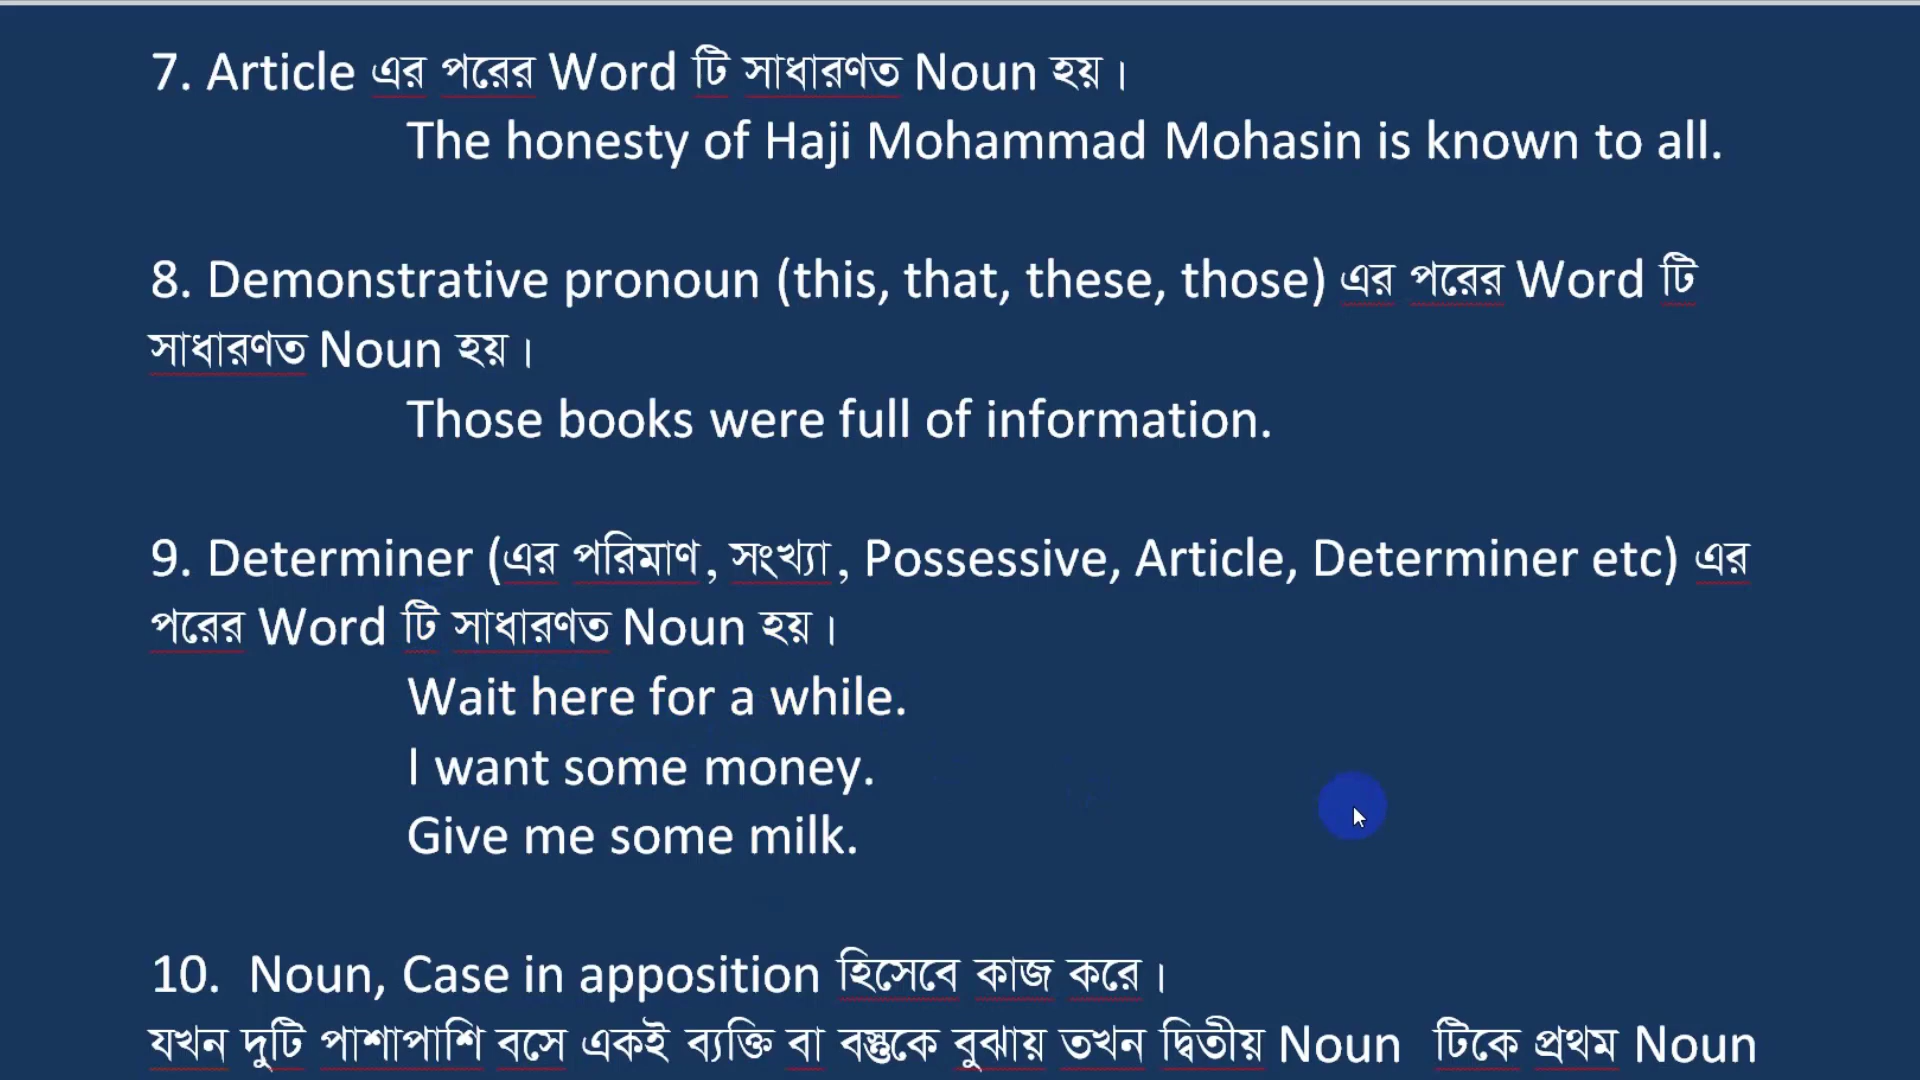 7. Article এর পরের Word টি সাধারণত Noun হয়।
The honesty of Haji Mohammad Mohasin is known to all.
8. Demonstrative pronoun (this, that, these, those) এর পরের Word টি
সাধারণত Noun হয়।
Those books were full of information.
9. Determiner (এর পরিমাণ, সংখ্যা, Possessive, Article, Determiner etc) এর
পরের Word টি সাধারণত Noun হয়।
Wait here for a while.
I want some money.
Give me some milk.
10. Noun, Case in apposition হিসেবে কাজ করে।
যখন দুটি পাশাপাশি বসে একই ব্যক্তি বা বস্তুকে বুঝায় তখন দ্বিতীয় Noun টিকে প্রথম Noun